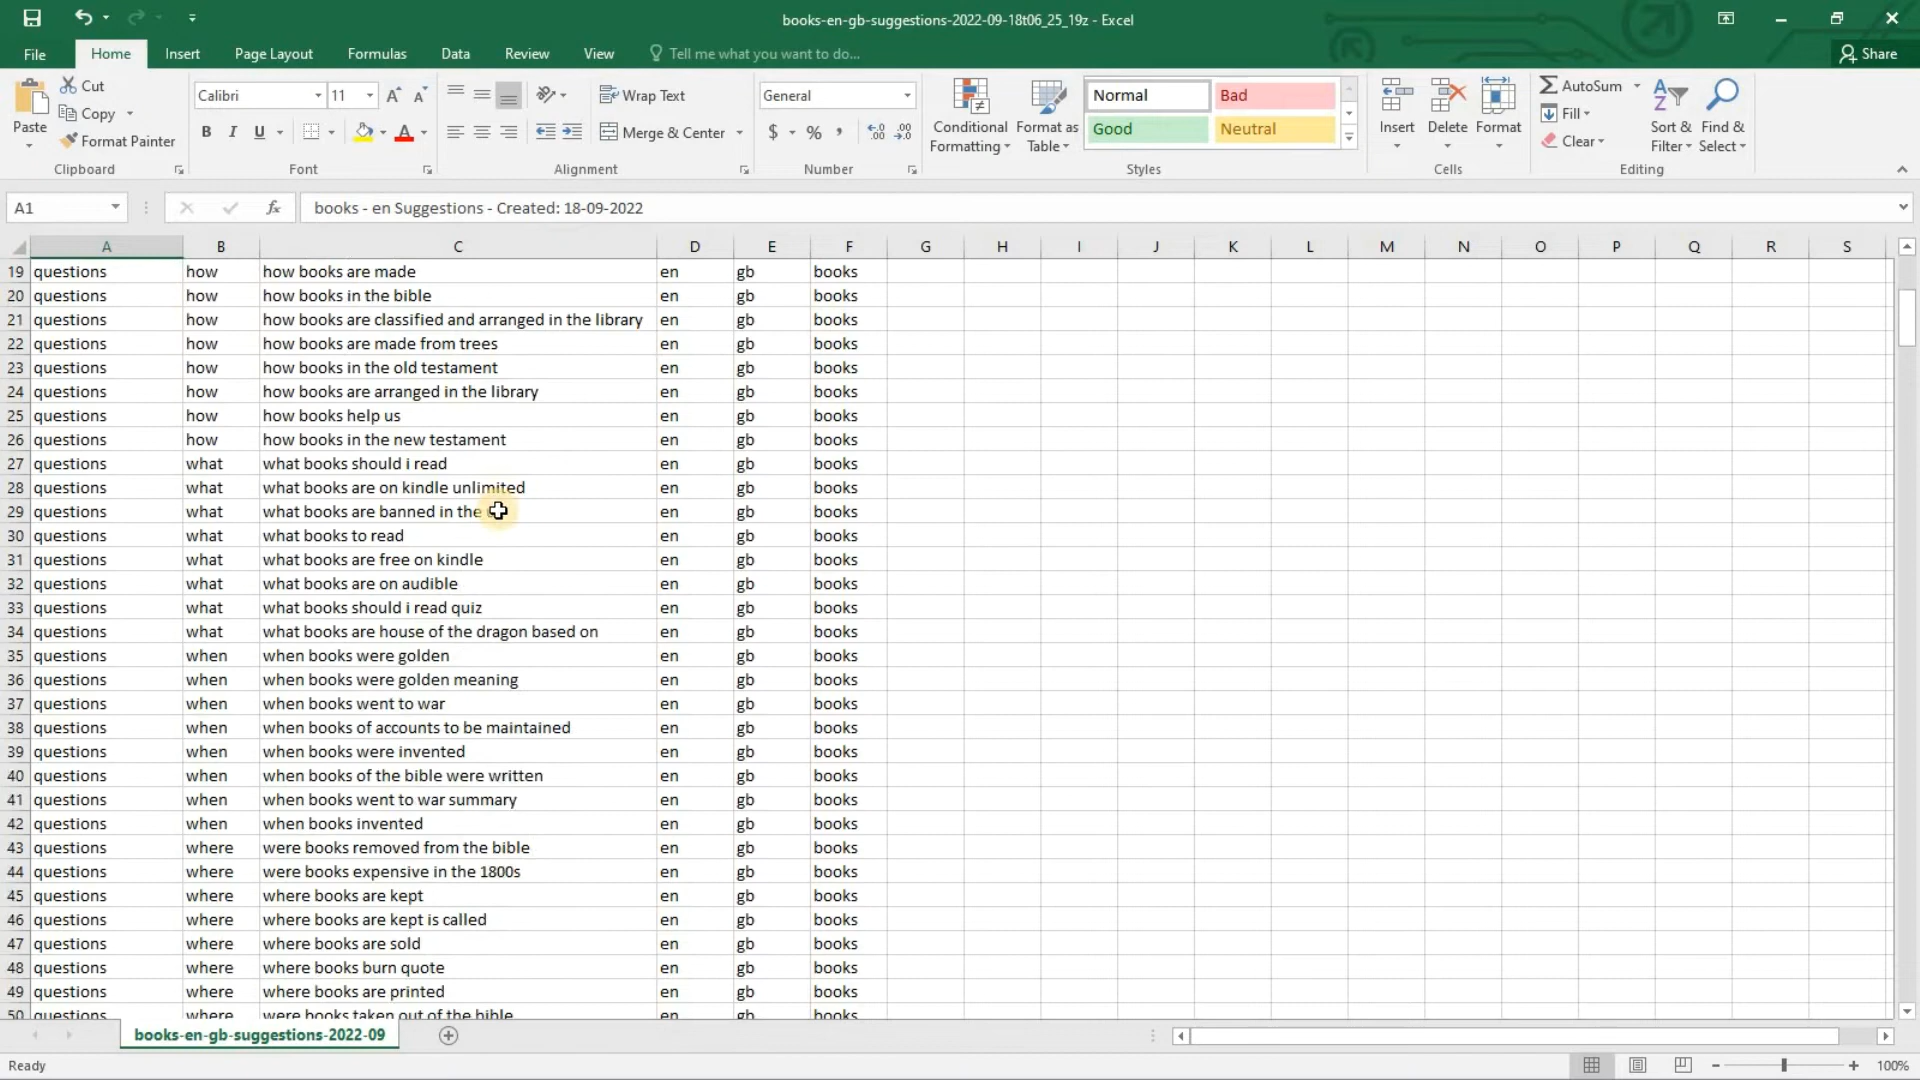 books-en-gb-suggestions-2022-09-18t06_25_19z - Excel
File Home Insert Page Layout Formulas Data Review View Tell me what you want to do... Share
Paste Cut Copy Format Painter Clipboard
Calibri 11 A A B I U A Font
Wrap Text Merge & Center Alignment
General $ % , .0 .00 .00 .0 Number
Conditional Formatting Format as Table Normal Bad Good Neutral Styles
Insert Delete Format Cells
AutoSum Fill Clear Sort & Filter Find & Select Editing
A1 fx books - en Suggestions - Created: 18-09-2022
A B C D E F G H I J K L M N O P Q R S
19 questions how how books are made en gb books
20 questions how how books in the bible en gb books
21 questions how how books are classified and arranged in the library en gb books
22 questions how how books are made from trees en gb books
23 questions how how books in the old testament en gb books
24 questions how how books are arranged in the library en gb books
25 questions how how books help us en gb books
26 questions how how books in the new testament en gb books
27 questions what what books should i read en gb books
28 questions what what books are on kindle unlimited en gb books
29 questions what what books are banned in the en gb books
30 questions what what books to read en gb books
31 questions what what books are free on kindle en gb books
32 questions what what books are on audible en gb books
33 questions what what books should i read quiz en gb books
34 questions what what books are house of the dragon based on en gb books
35 questions when when books were golden en gb books
36 questions when when books were golden meaning en gb books
37 questions when when books went to war en gb books
38 questions when when books of accounts to be maintained en gb books
39 questions when when books were invented en gb books
40 questions when when books of the bible were written en gb books
41 questions when when books went to war summary en gb books
42 questions when when books invented en gb books
43 questions where were books removed from the bible en gb books
44 questions where were books expensive in the 1800s en gb books
45 questions where where books are kept en gb books
46 questions where where books are kept is called en gb books
47 questions where where books are sold en gb books
48 questions where where books burn quote en gb books
49 questions where where books are printed en gb books
50 questions where were books taken out of the bible en gb books
books-en-gb-suggestions-2022-09
Ready 100%